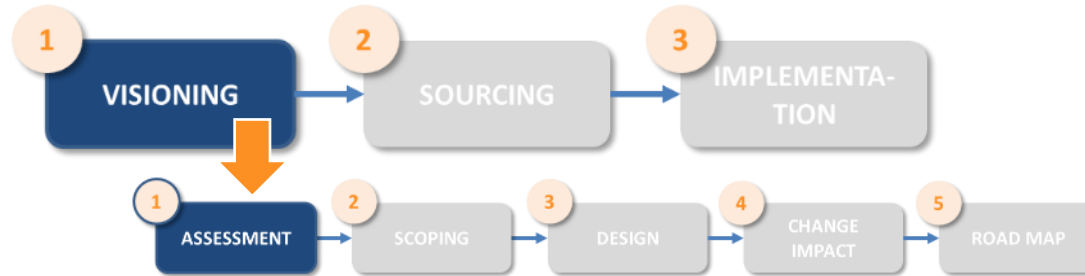 1
VISIONING
2
SOURCING
3
IMPLEMENTA-
TION
1
ASSESSMENT
2
SCOPING
3
DESIGN
4
CHANGE
IMPACT
5
ROAD MAP